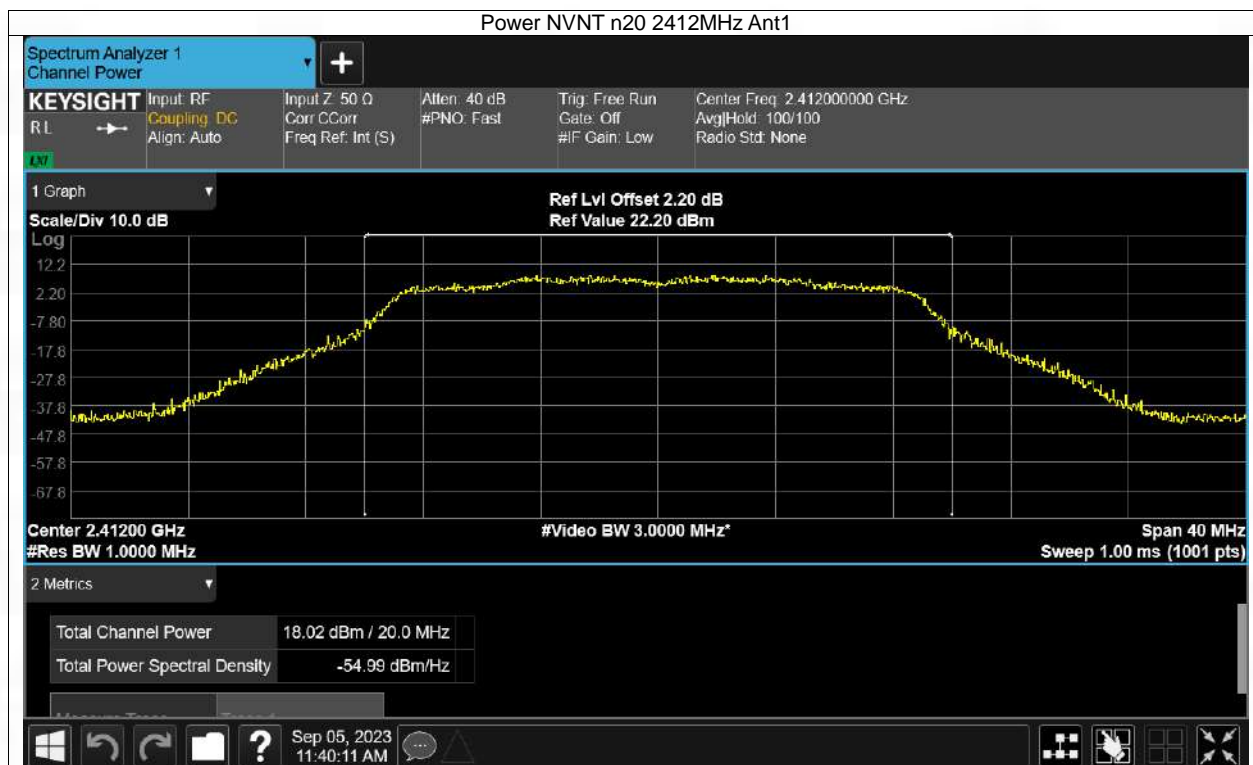 Power NVNT n20 2412MHz Ant1
Spectrum Analyzer 1
Channel Power
+
KEYSIGHT
RL
LXI
Input: RF
Coupling: DC
Align: Auto
Input Z: 50 Ω
Corr CCorr
Freq Ref: Int (S)
Atten: 40 dB
#PNO: Fast
Trig: Free Run
Gate: Off
#IF Gain: Low
Center Freq: 2.412000000 GHz
Avg|Hold: 100/100
Radio Std: None
1 Graph
Scale/Div 10.0 dB
Ref Lvl Offset 2.20 dB
Ref Value 22.20 dBm
Log
12.2
2.20
-7.80
-17.8
-27.8
-37.8
-47.8
-57.8
-67.8
Center 2.41200 GHz
#Res BW 1.0000 MHz
#Video BW 3.0000 MHz*
Span 40 MHz
Sweep 1.00 ms (1001 pts)
2 Metrics
Total Channel Power 18.02 dBm / 20.0 MHz
Total Power Spectral Density -54.99 dBm/Hz
?
Sep 05, 2023
11:40:11 AM